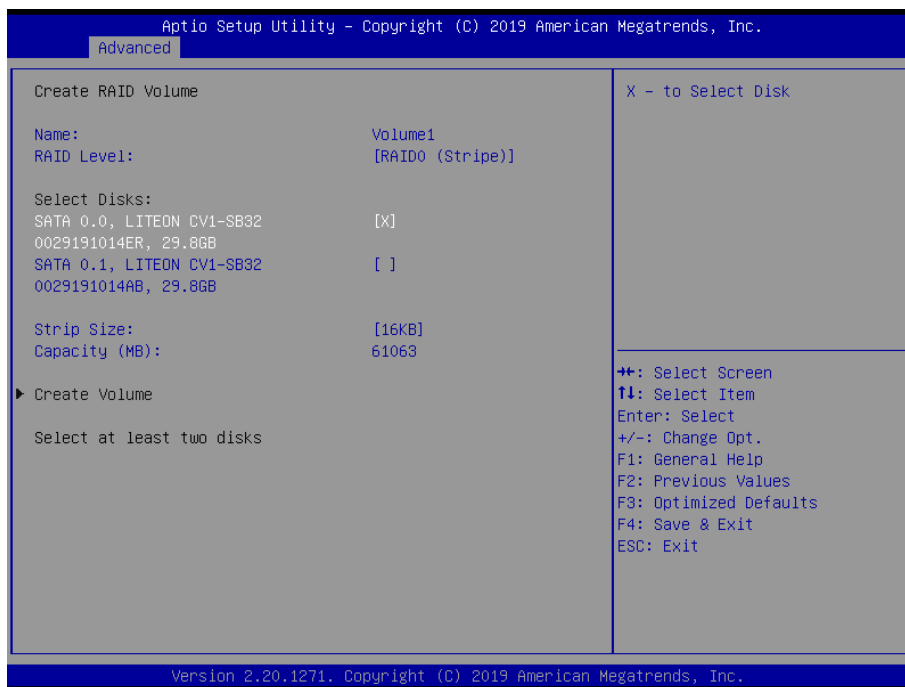 Aptio Setup Utility – Copyright (C) 2019 American Megatrends, Inc.
Advanced
Create RAID Volume
X – to Select Disk
Name: Volume1
RAID Level: [RAID0 (Stripe)]
Select Disks:
SATA 0.0, LITEON CV1-SB32 [X]
0029191014ER, 29.8GB
SATA 0.1, LITEON CV1-SB32 [ ]
0029191014AB, 29.8GB
Strip Size: [16KB]
Capacity (MB): 61063
Create Volume
Select at least two disks
→←: Select Screen
↑↓: Select Item
Enter: Select
+/-: Change Opt.
F1: General Help
F2: Previous Values
F3: Optimized Defaults
F4: Save & Exit
ESC: Exit
Version 2.20.1271. Copyright (C) 2019 American Megatrends, Inc.